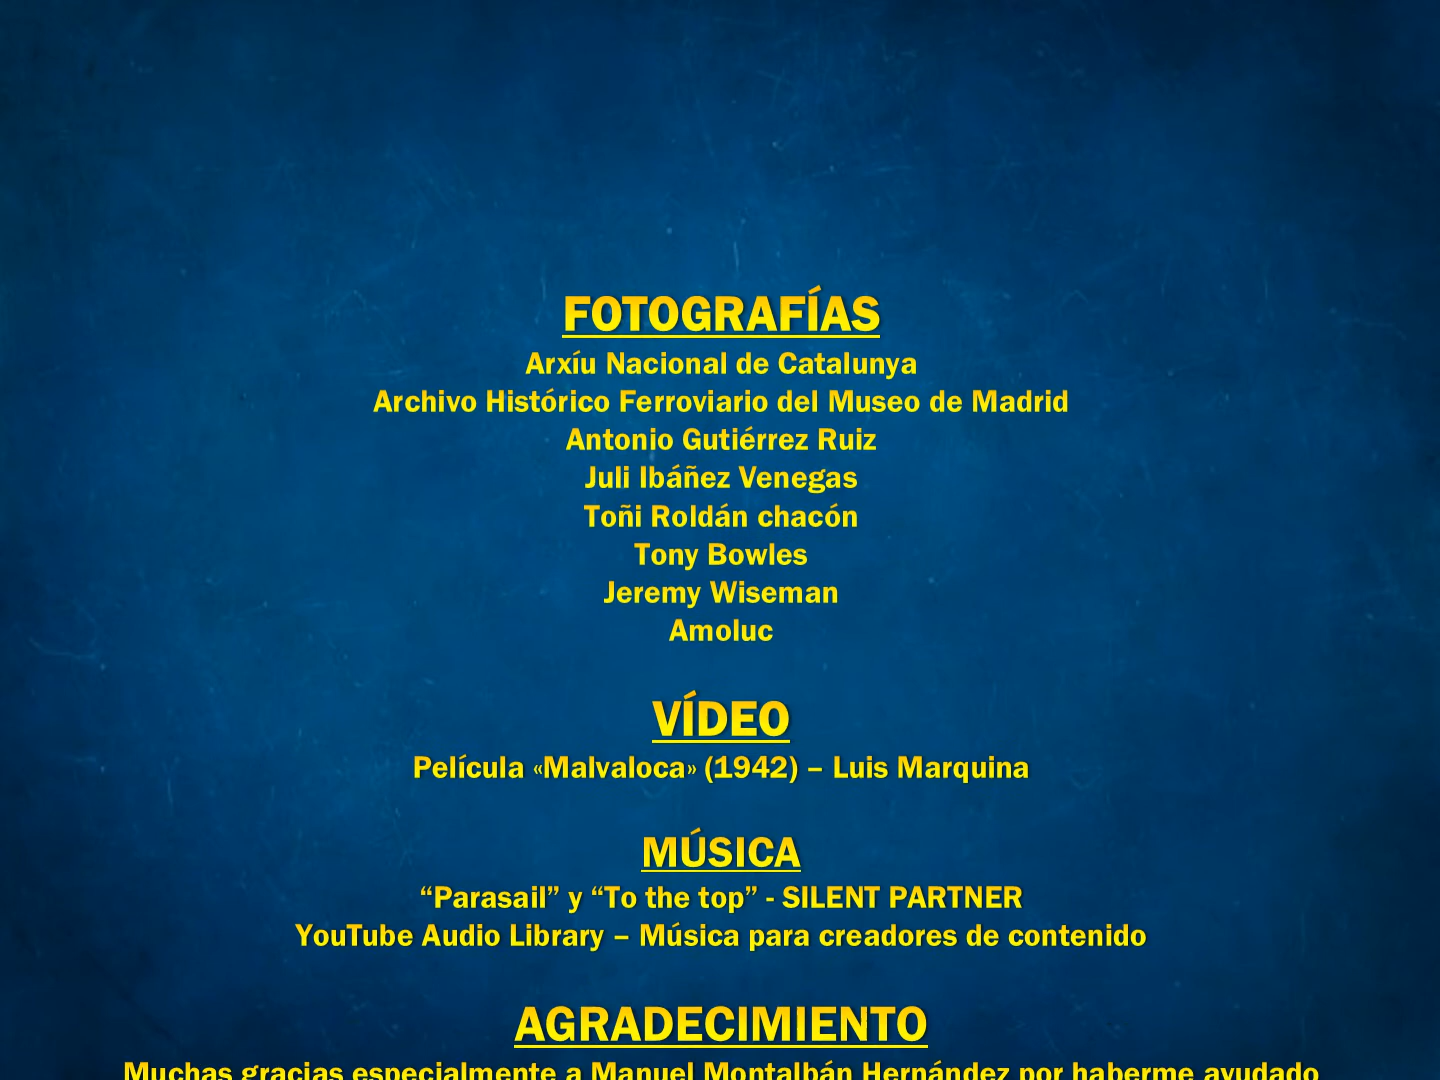 FOTOGRAFÍAS
Arxíu Nacional de Catalunya
Archivo Histórico Ferroviario del Museo de Madrid
Antonio Gutiérrez Ruiz
Juli Ibáñez Venegas
Toñi Roldán chacón
Tony Bowles
Jeremy Wiseman
Amoluc
VÍDEO
Película «Malvaloca» (1942) – Luis Marquina
MÚSICA
“Parasail” y “To the top” - SILENT PARTNER
YouTube Audio Library – Música para creadores de contenido
AGRADECIMIENTO
Muchas gracias especialmente a Manuel Montalbán Hernández por haberme ayudado